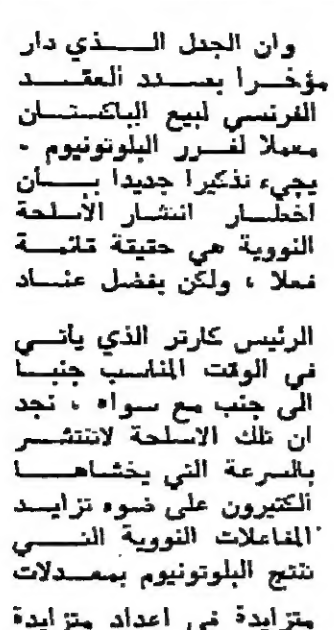 وان الجدل الذي دار
مؤخرا بصدد العقد
الفرنسي لبيع الباكستان
معملا لفرز البلوتونيوم -
يجيء تذكيرا جديدا بأن
اخطار انتشار الأسلحة
النووية هي حقيقة قائمة
فعلا ، ولكن بفضل عناد
الرئيس كارتر الذي ياتي
في الوقت المناسب جنبا
الى جنب مع سواه ، نجد
ان تلك الاسلحة لاتنتشر
بالسرعة التي يخشاها
الكثيرون على ضوء تزايد
المفاعلات النووية التي
تنتج البلوتونيوم بمعدلات
متزايدة في اعداد متزايدة